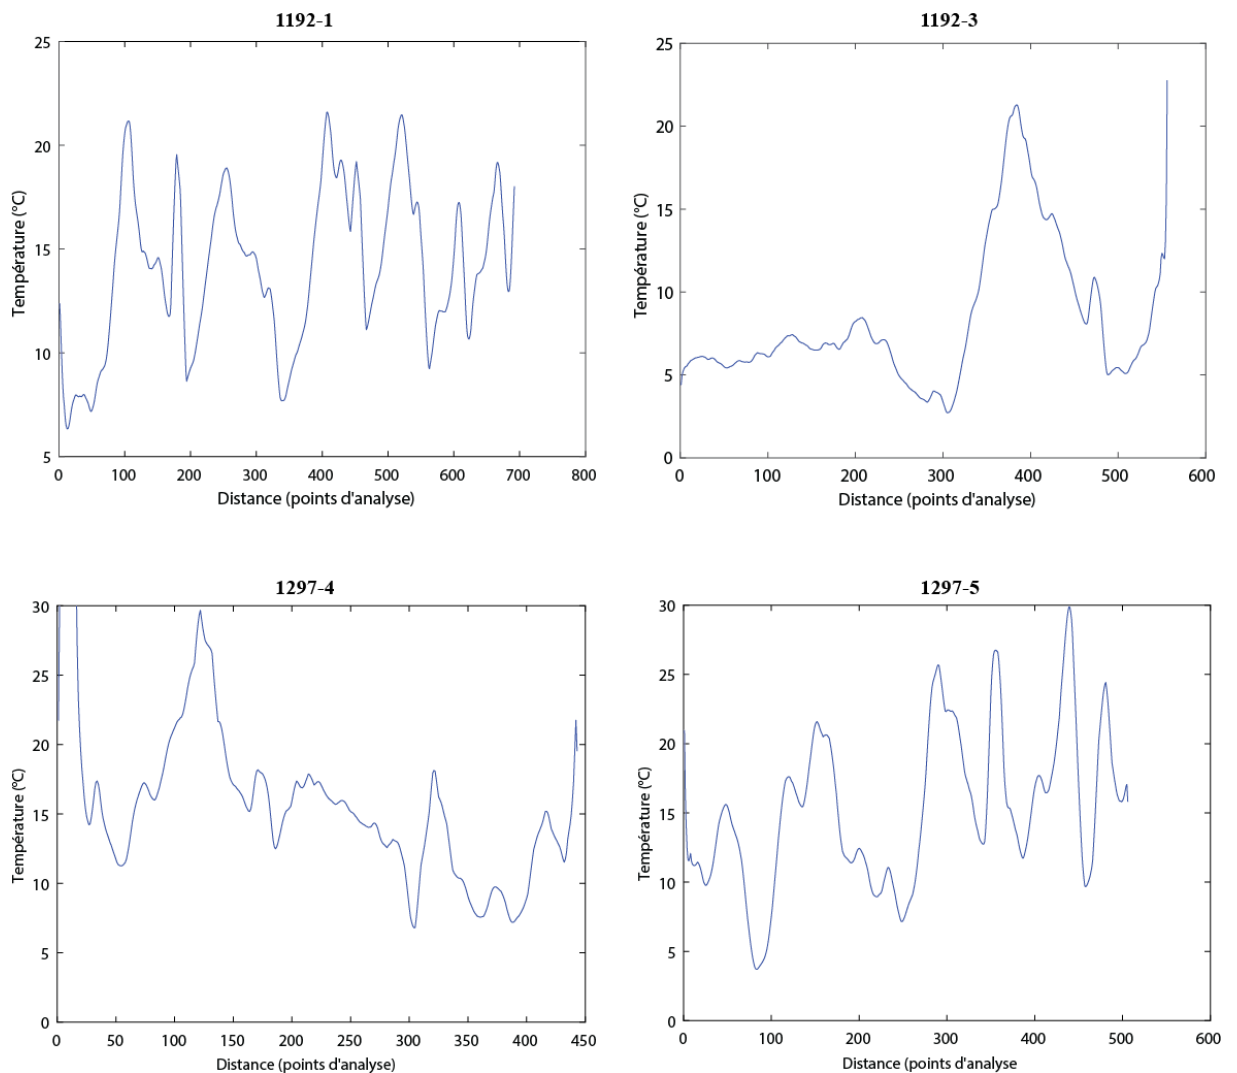 1192-1
25
20
15
10
5
Température (°C)
0 100 200 300 400 500 600 700 800
Distance (points d'analyse)
1192-3
25
20
15
10
5
0
Température (°C)
0 100 200 300 400 500 600
Distance (points d'analyse)
1297-4
30
25
20
15
10
5
0
Température (°C)
0 50 100 150 200 250 300 350 400 450
Distance (points d'analyse)
1297-5
30
25
20
15
10
5
0
Température (°C)
0 100 200 300 400 500 600
Distance (points d'analyse